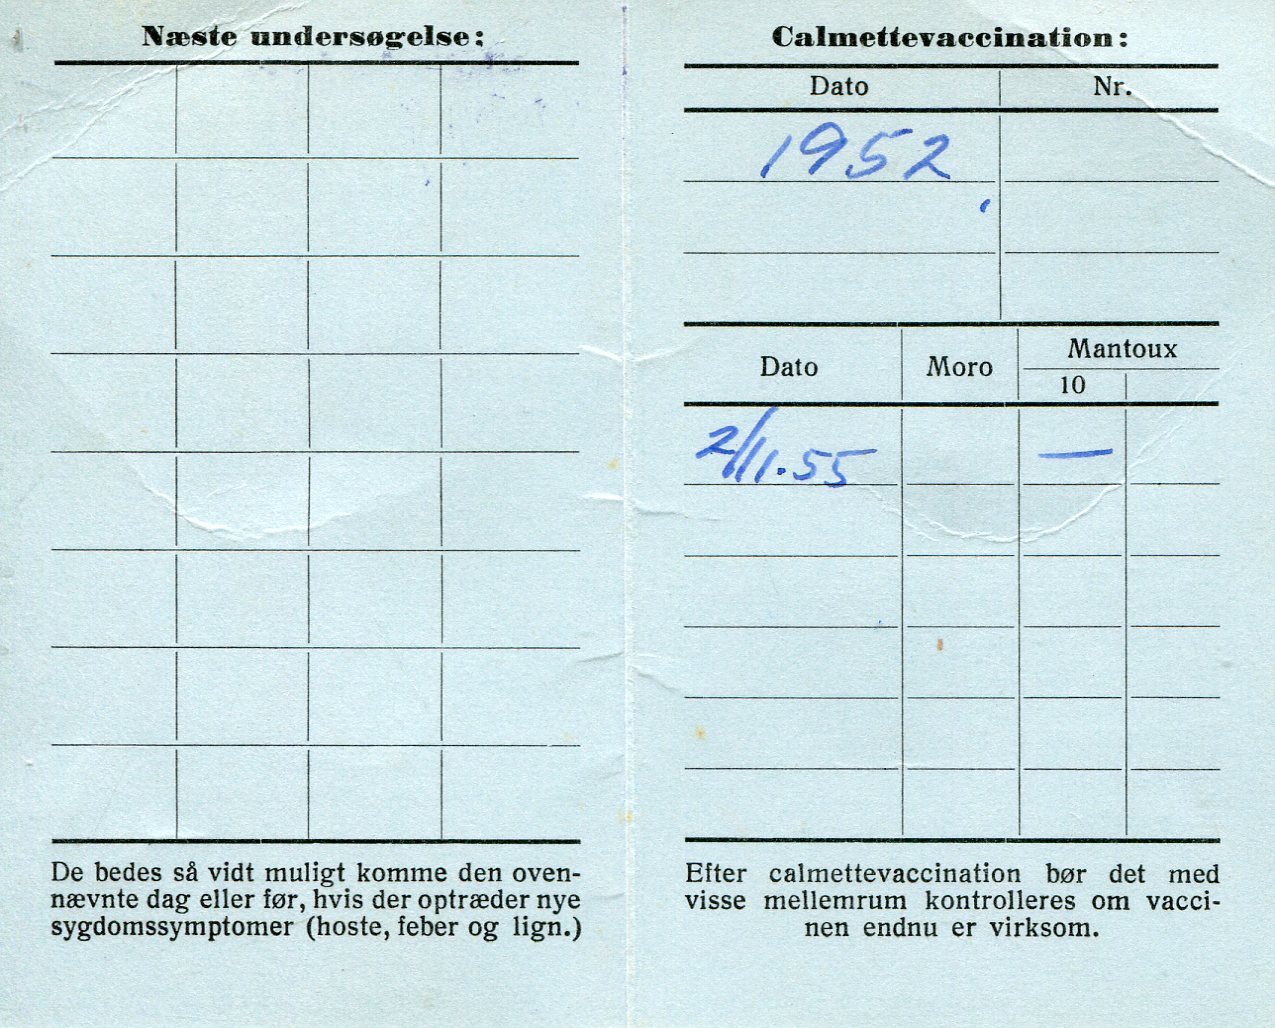 Næste undersøgelse:
De bedes så vidt muligt komme den oven-
nævnte dag eller før, hvis der optræder nye
sygdomssymptomer (hoste, feber og lign.)
Calmettevaccination:
Dato Nr.
1952
Dato Moro Mantoux
10
2/11.55 —
Efter calmettevaccination bør det med
visse mellemrum kontrolleres om vacci-
nen endnu er virksom.